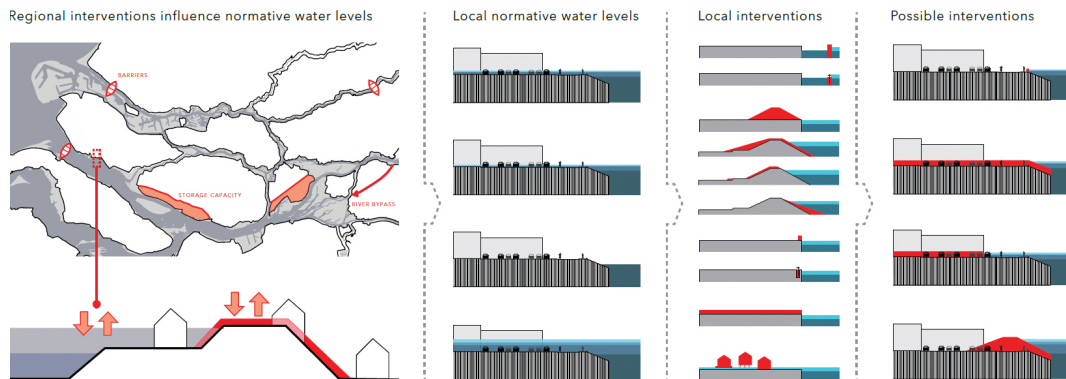 Regional interventions influence normative water levels
Local normative water levels
Local interventions
Possible interventions
BARRIERS
STORAGE CAPACITY
RIVER BYPASS